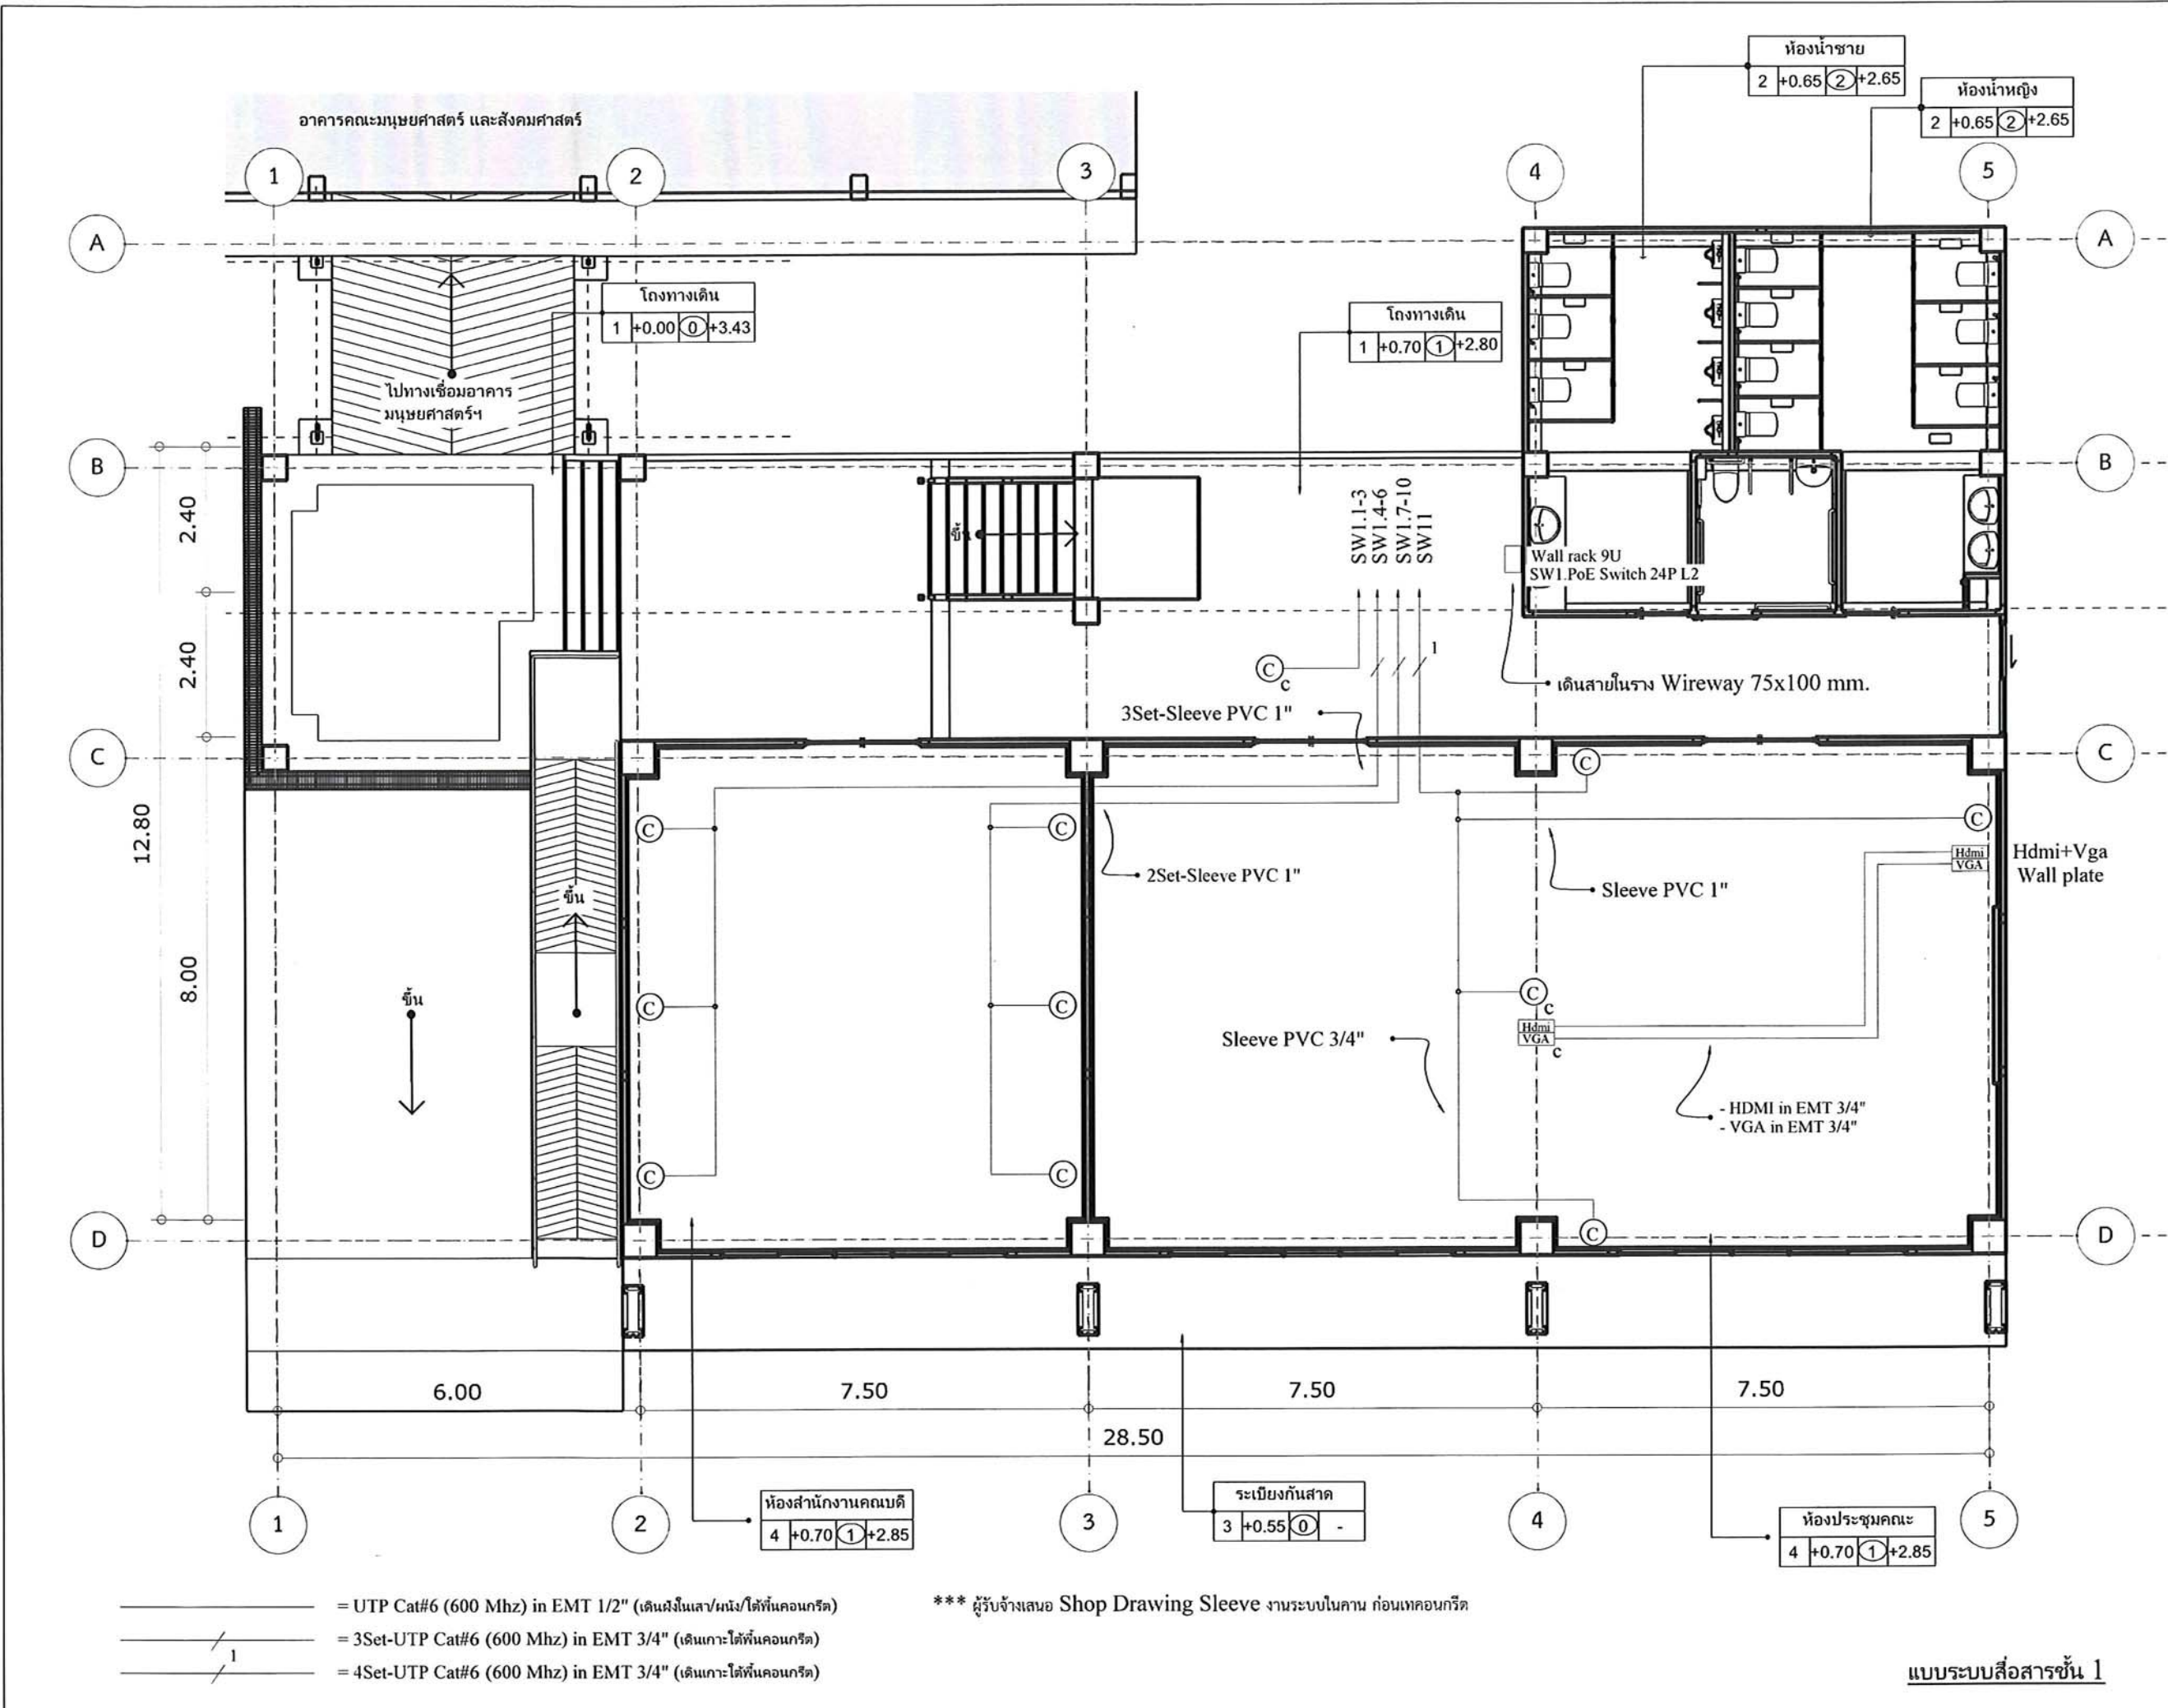 ห้องน้ำชาย
2 +0.65 2 +2.65
ห้องน้ำหญิง
2 +0.65 2 +2.65
อาคารคณะมนุษยศาสตร์ และสังคมศาสตร์
1 2 3 4 5
A A
โถงทางเดิน
1 +0.00 0 +3.43
โถงทางเดิน
1 +0.70 1 +2.80
ไปทางเชื่อมอาคาร
มนุษยศาสตร์ฯ
B B
2.40
2.40
12.80
8.00
ขึ้น
SW1.1-3
SW1.4-6
SW1.7-10
SW11
Wall rack 9U
SW1.PoE Switch 24P L2
1
C
c
เดินสายในราง Wireway 75x100 mm.
3Set-Sleeve PVC 1"
C C
C
C C C
Hdmi
VGA
Hdmi+Vga
Wall plate
2Set-Sleeve PVC 1"
Sleeve PVC 1"
ขึ้น
ขึ้น
C C C
c
Hdmi
VGA
c
Sleeve PVC 3/4"
- HDMI in EMT 3/4"
- VGA in EMT 3/4"
C C
C
D D
6.00 7.50 7.50 7.50
28.50
ห้องสำนักงานคณบดี
4 +0.70 1 +2.85
ระเบียงกันสาด
3 +0.55 0 -
ห้องประชุมคณะ
4 +0.70 1 +2.85
1 2 3 4 5
= UTP Cat#6 (600 Mhz) in EMT 1/2" (เดินฝังในเสา/ผนัง/ใต้พื้นคอนกรีต)
= 3Set-UTP Cat#6 (600 Mhz) in EMT 3/4" (เดินเกาะใต้พื้นคอนกรีต)
1
= 4Set-UTP Cat#6 (600 Mhz) in EMT 3/4" (เดินเกาะใต้พื้นคอนกรีต)
*** ผู้รับจ้างเสนอ Shop Drawing Sleeve งานระบบในคาน ก่อนเทคอนกรีต
แบบระบบสื่อสารชั้น 1